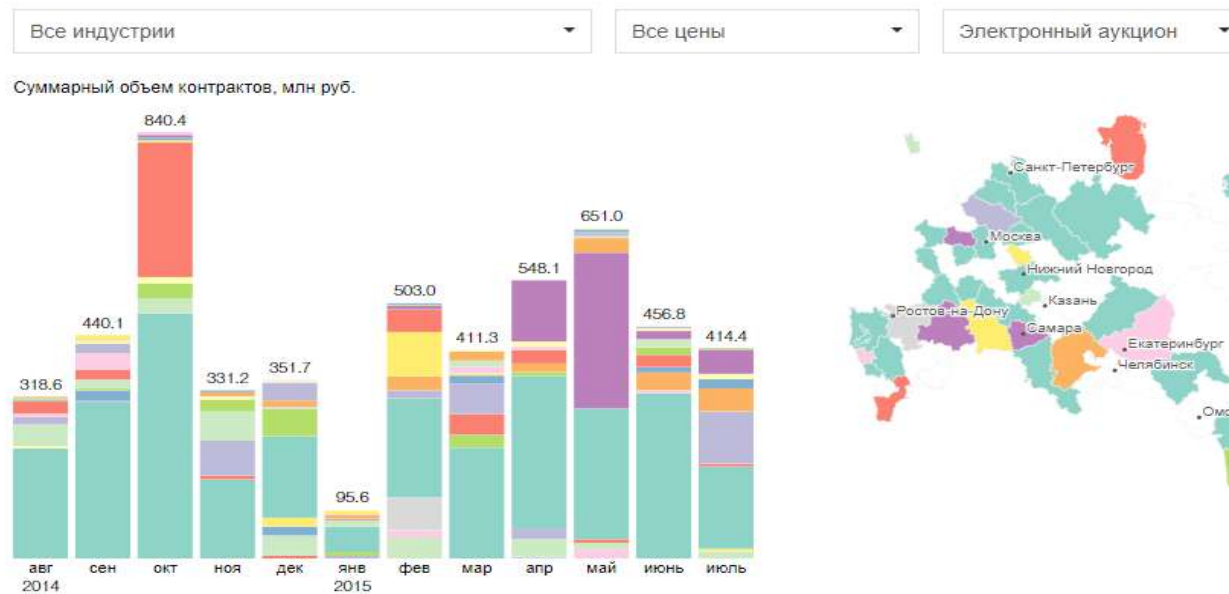 Все индустрии
Все цены
Электронный аукцион
Суммарный объем контрактов, млн руб.
840.4
651.0
548.1
503.0
456.8
440.1
411.3
414.4
351.7
331.2
318.6
95.6
авг сен окт ноя дек янв фев мар апр май июнь июль
2014 2015
Санкт-Петербург
Москва
Нижний Новгород
Казань
Ростов-на-Дону
Самара
Екатеринбург
Челябинск
Омс